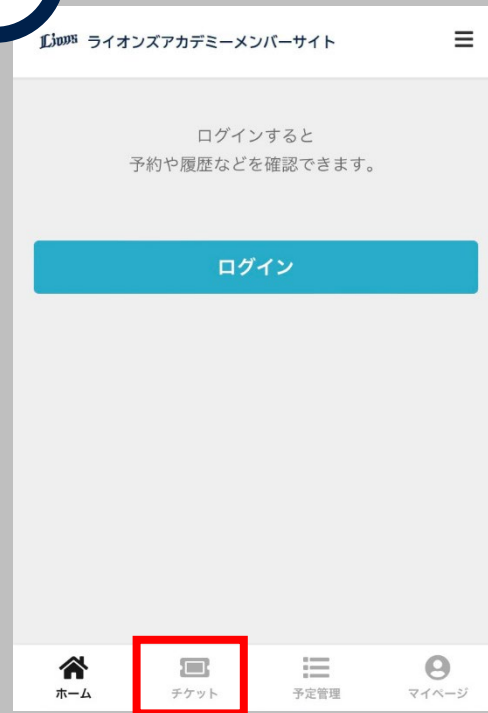 Lions ライオンズアカデミーメンバーサイト
ログインすると
予約や履歴などを確認できます。
ログイン
ホーム チケット 予定管理 マイページ